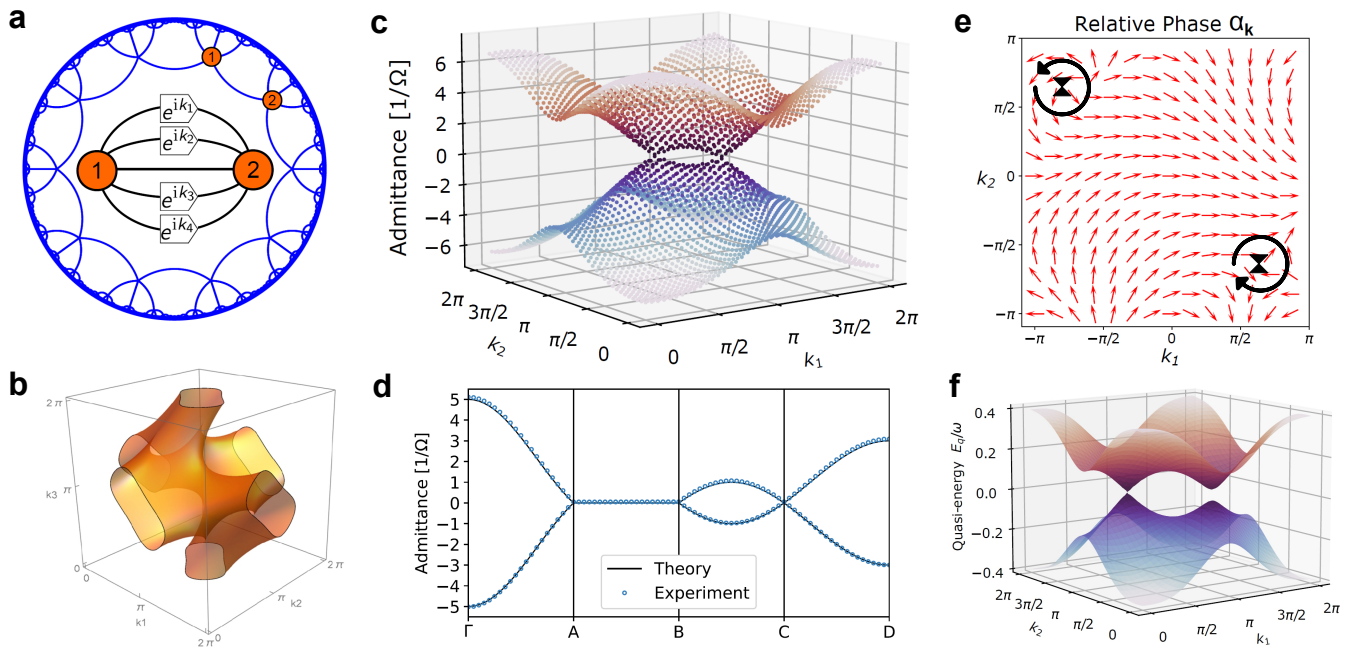 a
1
2
e^{ik_1}
e^{ik_2}
1
2
e^{ik_3}
e^{ik_4}
b
2 π
k3
π
0
0
π
k1
2 π
0
π
k2
2 π
c
Admittance [1/Ω]
6
4
2
0
−2
−4
−6
2π
3π/2
π
π/2
0
k_2
0
π/2
π
3π/2
2π
k_1
d
Admittance [1/Ω]
5
4
3
2
1
0
−1
−2
−3
−4
−5
Theory
Experiment
Γ
A
B
C
D
e
Relative Phase α_k
π
π/2
k_2
0
−π/2
−π
−π
−π/2
0
π/2
π
k_1
f
Quasi-energy E_q/ω
0.4
0.2
0.0
−0.2
−0.4
2π
3π/2
π
π/2
0
k_2
0
π/2
π
3π/2
2π
k_1